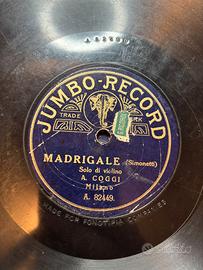 JUMBO-RECORD
TRADE MARK
MADRIGALE (Simonetti)
Solo di violino
A. COGGI
Milano
A. 82449.
MADE FOR FONOTIPIA COMPANIES